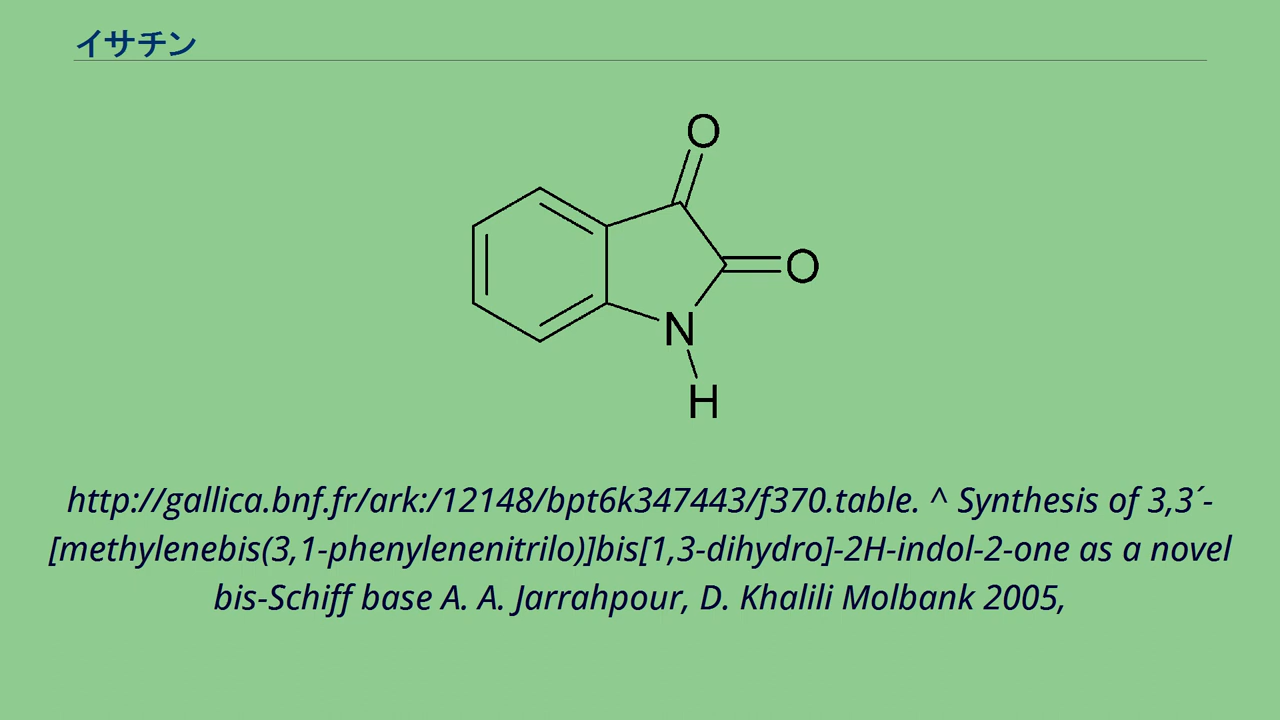 イサチン
O
O
N
H
http://gallica.bnf.fr/ark:/12148/bpt6k347443/f370.table. ^ Synthesis of 3,3´-
[methylenebis(3,1-phenylenenitrilo)]bis[1,3-dihydro]-2H-indol-2-one as a novel
bis-Schiff base A. A. Jarrahpour, D. Khalili Molbank 2005,